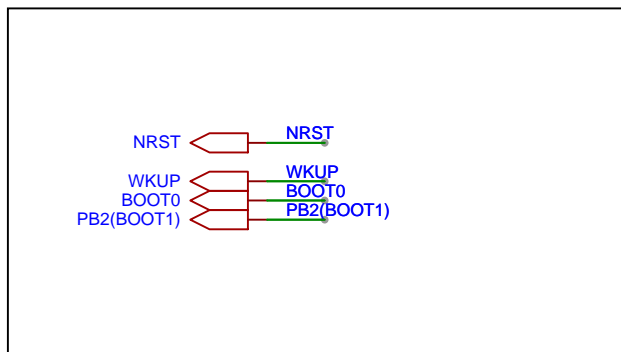 NRST NRST
WKUP WKUP
BOOT0 BOOT0
PB2(BOOT1) PB2(BOOT1)